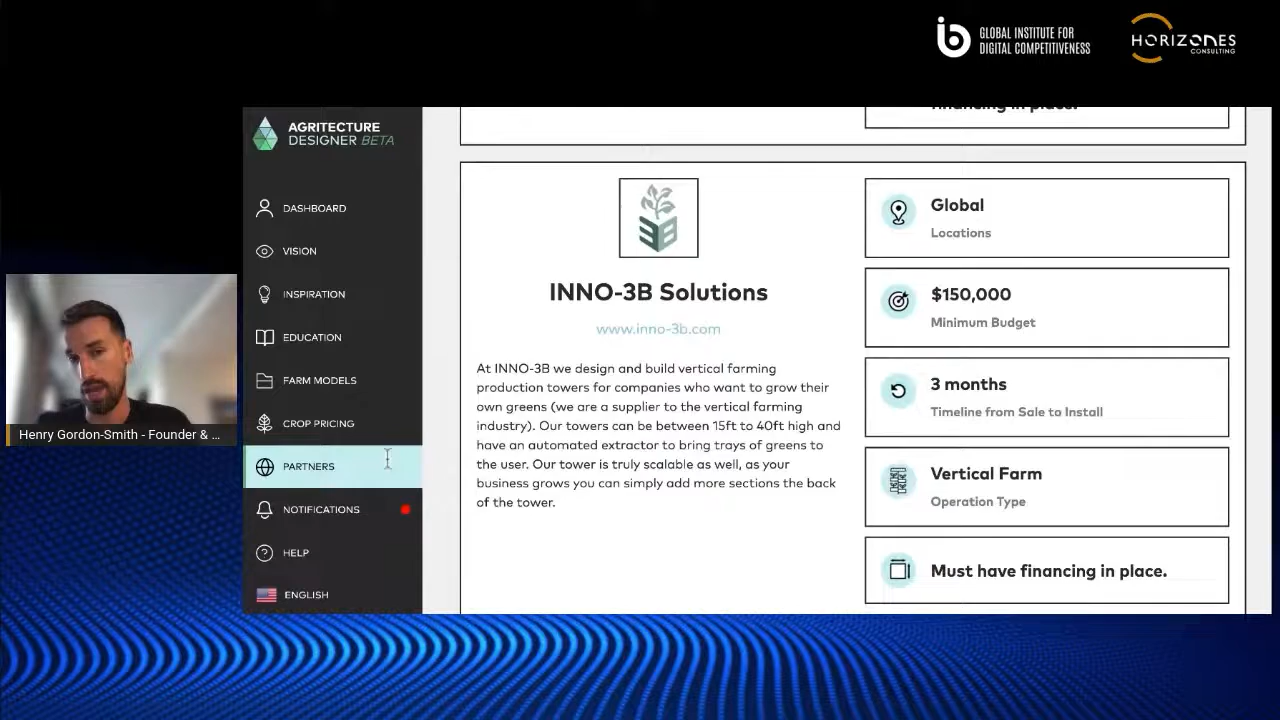 GLOBAL INSTITUTE FOR
DIGITAL COMPETITIVENESS
HORIZONES
CONSULTING
AGRITECTURE
DESIGNER BETA
DASHBOARD
VISION
INSPIRATION
EDUCATION
FARM MODELS
CROP PRICING
PARTNERS
NOTIFICATIONS
HELP
ENGLISH
Henry Gordon-Smith - Founder & ...
financing in place.
3B
INNO-3B Solutions
www.inno-3b.com
At INNO-3B we design and build vertical farming
production towers for companies who want to grow their
own greens (we are a supplier to the vertical farming
industry). Our towers can be between 15ft to 40ft high and
have an automated extractor to bring trays of greens to
the user. Our tower is truly scalable as well, as your
business grows you can simply add more sections the back
of the tower.
Global
Locations
$150,000
Minimum Budget
3 months
Timeline from Sale to Install
Vertical Farm
Operation Type
Must have financing in place.